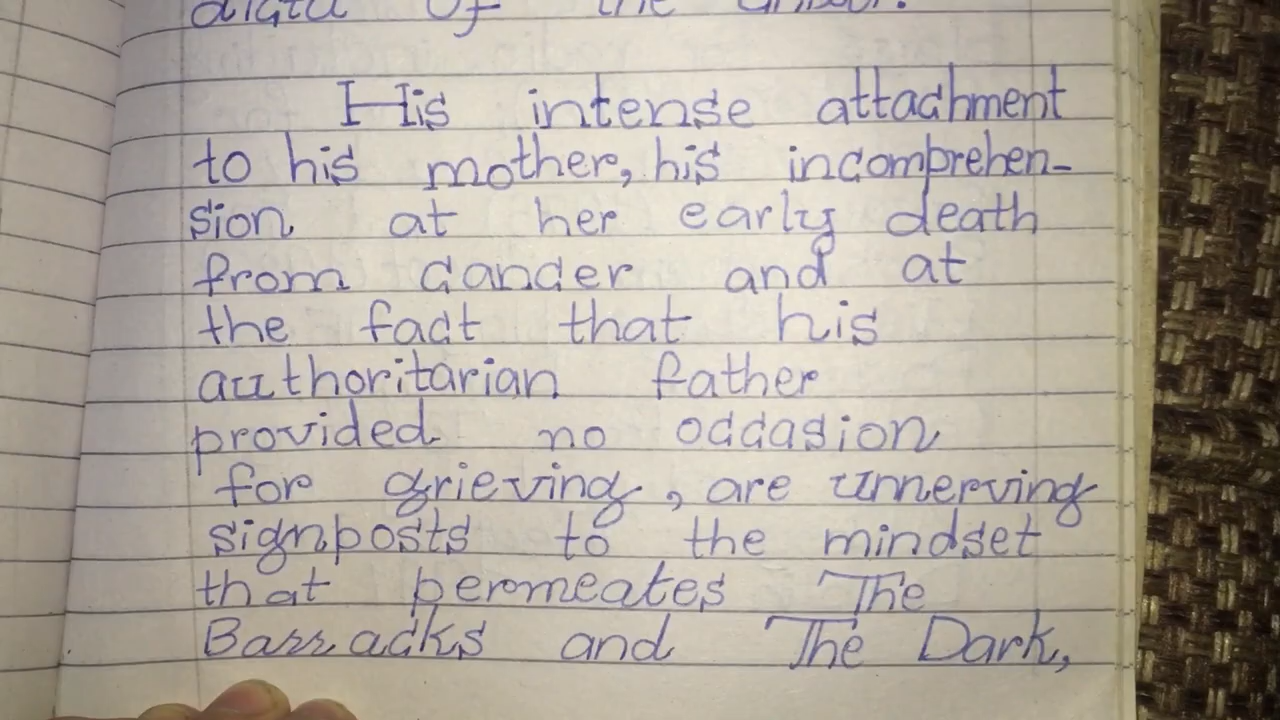 of the
His intense attachment
to his mother, his incomprehen-
sion at her early death
from cancer and at
the fact that his
authoritarian father
provided no occasion
for grieving, are unnerving
signposts to the mindset
that permeates The
Barracks and The Dark,